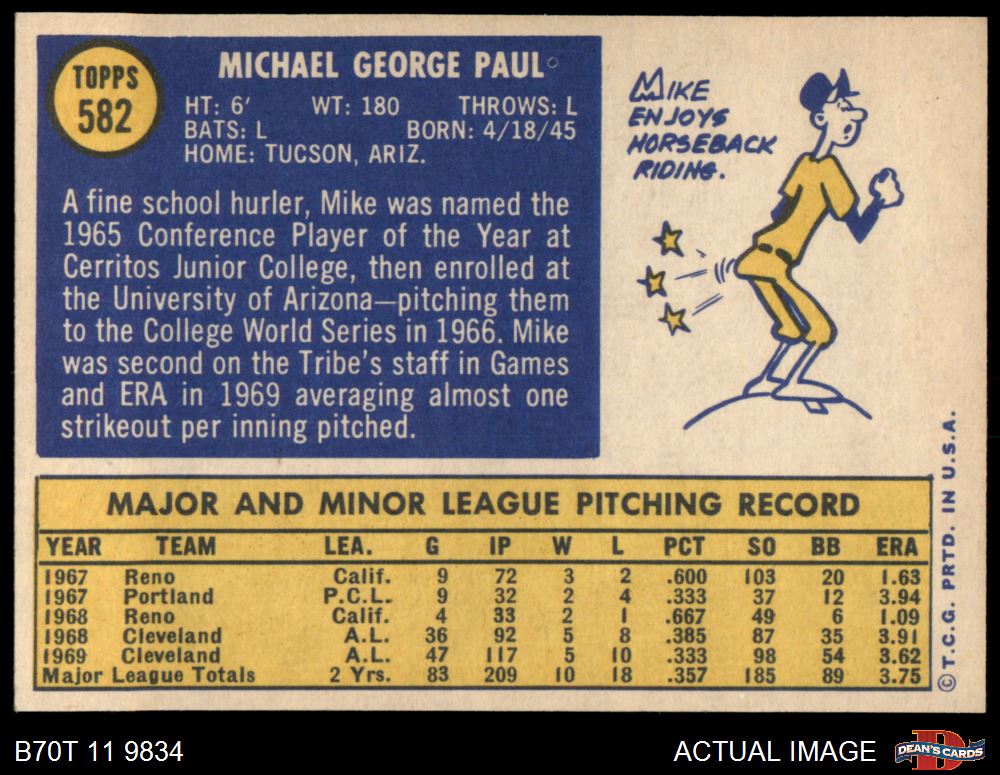 TOPPS
582
MICHAEL GEORGE PAUL
HT: 6' WT: 180 THROWS: L
BATS: L BORN: 4/18/45
HOME: TUCSON, ARIZ.
A fine school hurler, Mike was named the
1965 Conference Player of the Year at
Cerritos Junior College, then enrolled at
the University of Arizona—pitching them
to the College World Series in 1966. Mike
was second on the Tribe's staff in Games
and ERA in 1969 averaging almost one
strikeout per inning pitched.
MIKE
ENJOYS
HORSEBACK
RIDING.
MAJOR AND MINOR LEAGUE PITCHING RECORD
YEAR TEAM LEA. G IP W L PCT SO BB ERA
1967 Reno Calif. 9 72 3 2 .600 103 20 1.63
1967 Portland P.C.L. 9 32 2 4 .333 37 12 3.94
1968 Reno Calif. 4 33 2 1 .667 49 6 1.09
1968 Cleveland A.L. 36 92 5 8 .385 87 35 3.91
1969 Cleveland A.L. 47 117 5 10 .333 98 54 3.62
Major League Totals 2 Yrs. 83 209 10 18 .357 185 89 3.75
©T.C.G. PRTD. IN U.S.A.
B70T 11 9834
ACTUAL IMAGE
D
DEAN'S CARDS